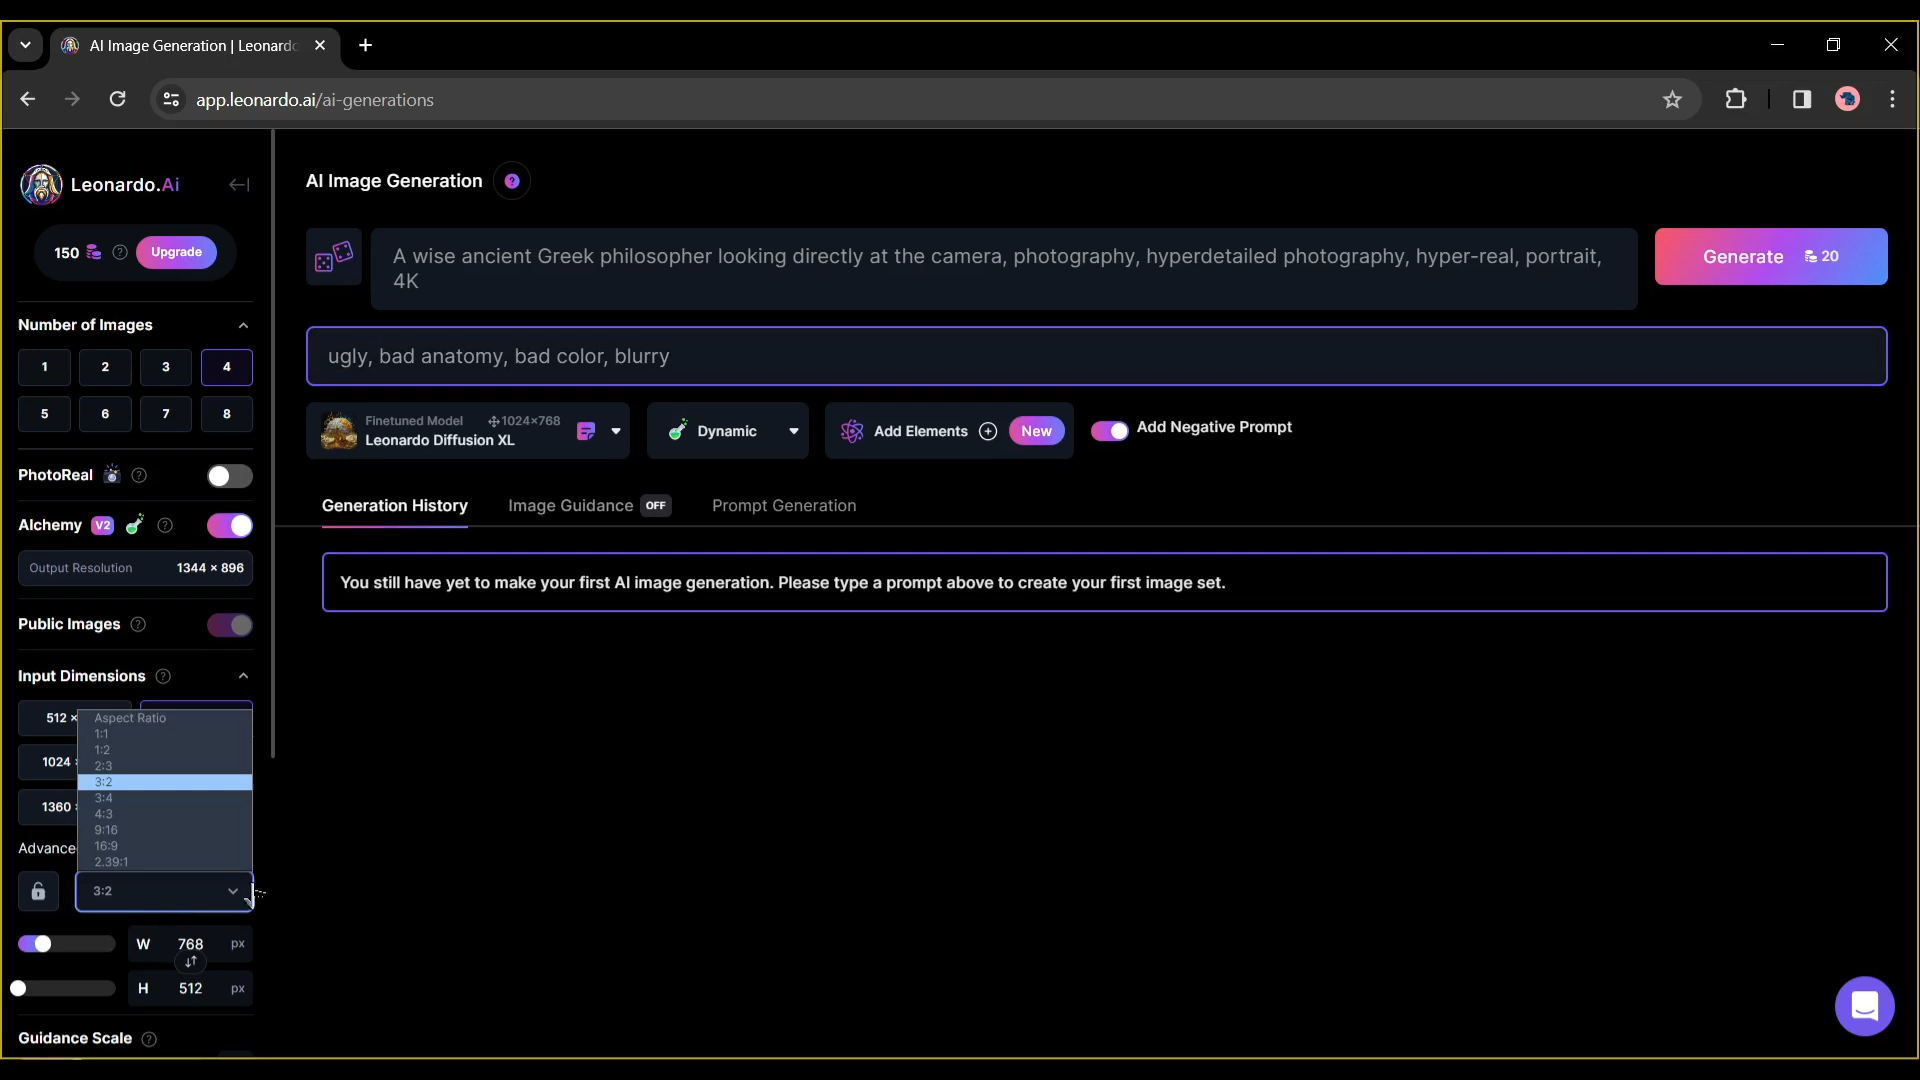 AI Image Generation | Leonardo
app.leonardo.ai/ai-generations
Leonardo.Ai
150 Upgrade
Number of Images
1 2 3 4
5 6 7 8
PhotoReal
Alchemy V2
Output Resolution 1344 × 896
Public Images
Input Dimensions
512 ×
1024
1360
Aspect Ratio
1:1
1:2
2:3
3:2
3:4
4:3
9:16
16:9
2.39:1
3:2
W 768 px
H 512 px
Guidance Scale
AI Image Generation ?
A wise ancient Greek philosopher looking directly at the camera, photography, hyperdetailed photography, hyper-real, portrait,
4K
Generate 20
ugly, bad anatomy, bad color, blurry
Finetuned Model 1024×768
Leonardo Diffusion XL
Dynamic
Add Elements New
Add Negative Prompt
Generation History Image Guidance OFF Prompt Generation
You still have yet to make your first AI image generation. Please type a prompt above to create your first image set.